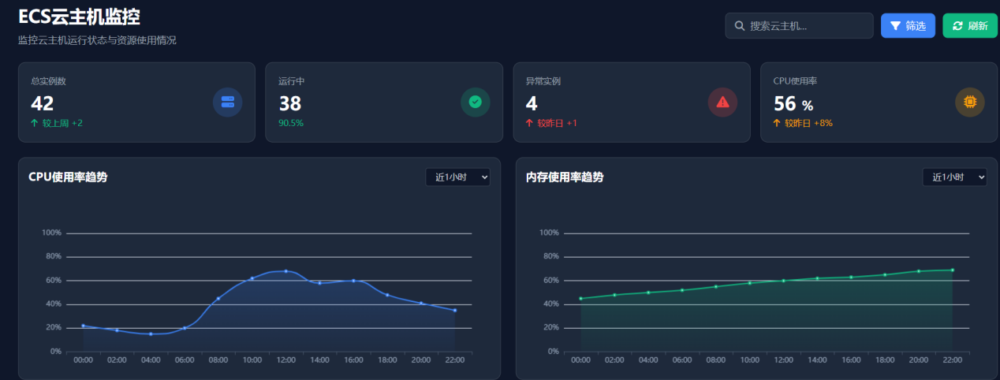 ECS云主机监控
监控云主机运行状态与资源使用情况
搜索云主机...
筛选
刷新
总实例数
42
较上周 +2
运行中
38
90.5%
异常实例
4
较昨日 +1
CPU使用率
56 %
较昨日 +8%
CPU使用率趋势
近1小时
100%
80%
60%
40%
20%
0%
00:00 02:00 04:00 06:00 08:00 10:00 12:00 14:00 16:00 18:00 20:00 22:00
内存使用率趋势
近1小时
100%
80%
60%
40%
20%
0%
00:00 02:00 04:00 06:00 08:00 10:00 12:00 14:00 16:00 18:00 20:00 22:00